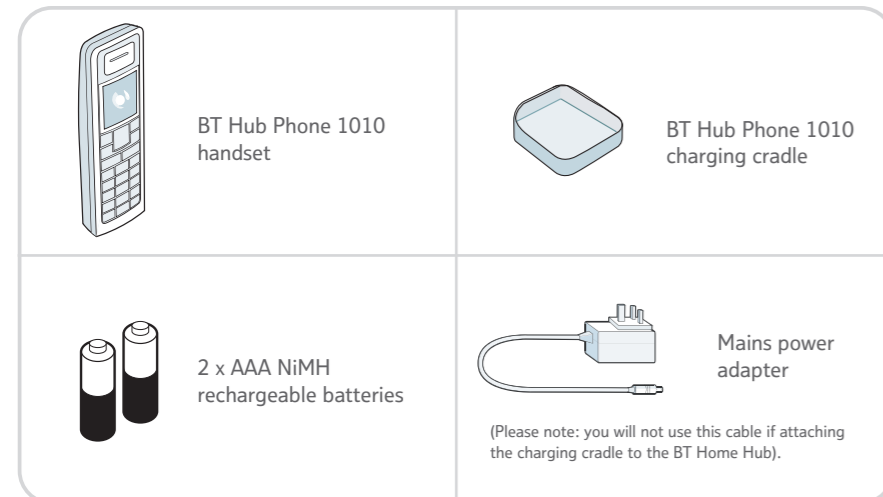 BT Hub Phone 1010
handset
BT Hub Phone 1010
charging cradle
2 x AAA NiMH
rechargeable batteries
Mains power
adapter
(Please note: you will not use this cable if attaching
the charging cradle to the BT Home Hub).